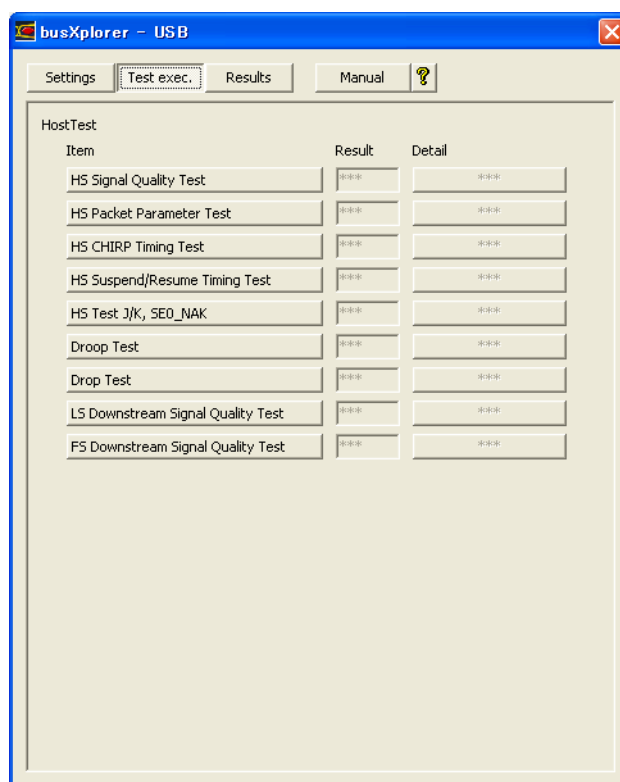 busXplorer - USB
Settings Test exec. Results Manual ?
HostTest
Item Result Detail
HS Signal Quality Test *** ***
HS Packet Parameter Test *** ***
HS CHIRP Timing Test *** ***
HS Suspend/Resume Timing Test *** ***
HS Test J/K, SE0_NAK *** ***
Droop Test *** ***
Drop Test *** ***
LS Downstream Signal Quality Test *** ***
FS Downstream Signal Quality Test *** ***